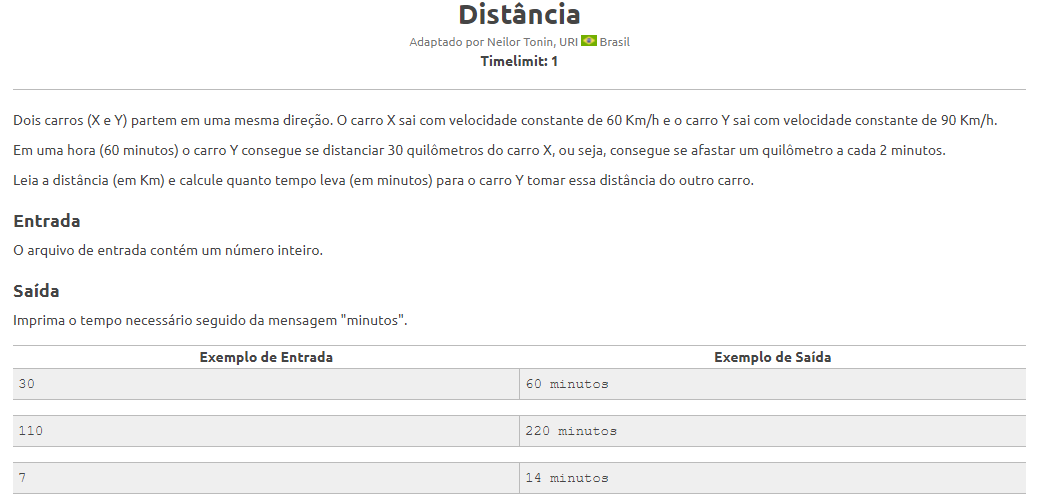 Distância
Adaptado por Neilor Tonin, URI Brasil
Timelimit: 1
Dois carros (X e Y) partem em uma mesma direção. O carro X sai com velocidade constante de 60 Km/h e o carro Y sai com velocidade constante de 90 Km/h.
Em uma hora (60 minutos) o carro Y consegue se distanciar 30 quilômetros do carro X, ou seja, consegue se afastar um quilômetro a cada 2 minutos.
Leia a distância (em Km) e calcule quanto tempo leva (em minutos) para o carro Y tomar essa distância do outro carro.
Entrada
O arquivo de entrada contém um número inteiro.
Saída
Imprima o tempo necessário seguido da mensagem "minutos".
Exemplo de Entrada Exemplo de Saída
30 60 minutos
110 220 minutos
7 14 minutos